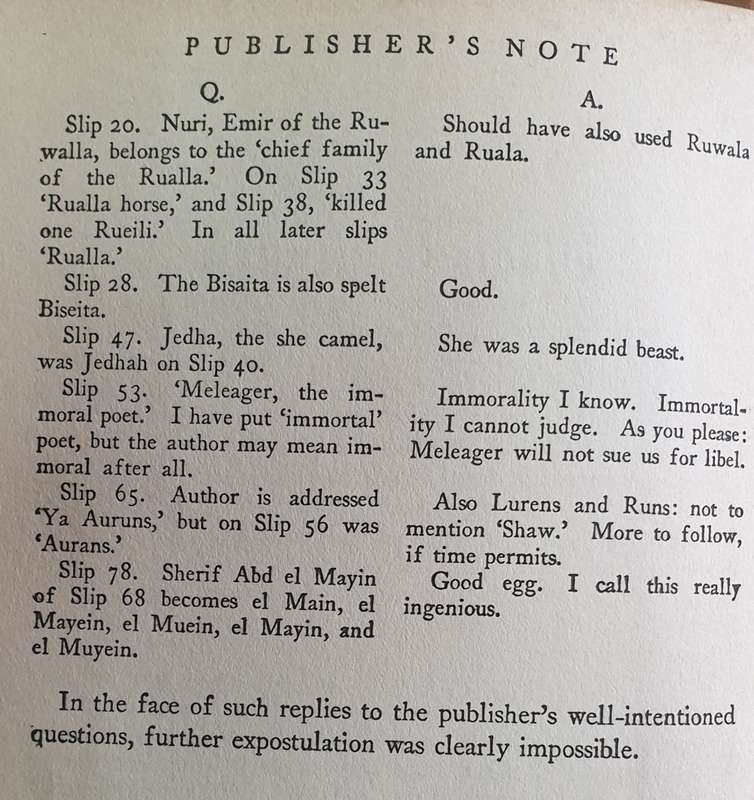 PUBLISHER'S NOTE
Q.
Slip 20. Nuri, Emir of the Ru-
walla, belongs to the ‘chief family
of the Rualla.’ On Slip 33
‘Rualla horse,’ and Slip 38, ‘killed
one Rueili.’ In all later slips
‘Rualla.’
Slip 28. The Bisaita is also spelt
Biseita.
Slip 47. Jedha, the she camel,
was Jedhah on Slip 40.
Slip 53. ‘Meleager, the im-
moral poet.’ I have put ‘immortal’
poet, but the author may mean im-
moral after all.
Slip 65. Author is addressed
‘Ya Auruns,’ but on Slip 56 was
‘Aurans.’
Slip 78. Sherif Abd el Mayin
of Slip 68 becomes el Main, el
Mayein, el Muein, el Mayin, and
el Muyein.
A.
Should have also used Ruwala
and Ruala.
Good.
She was a splendid beast.
Immorality I know. Immortal-
ity I cannot judge. As you please:
Meleager will not sue us for libel.
Also Lurens and Runs: not to
mention ‘Shaw.’ More to follow,
if time permits.
Good egg. I call this really
ingenious.
In the face of such replies to the publisher's well-intentioned
questions, further expostulation was clearly impossible.